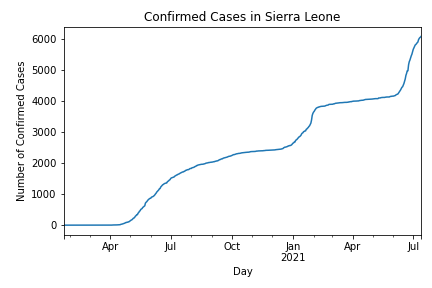 Confirmed Cases in Sierra Leone
Number of Confirmed Cases
6000
5000
4000
3000
2000
1000
0
Apr
Jul
Oct
Jan
2021
Apr
Jul
Day